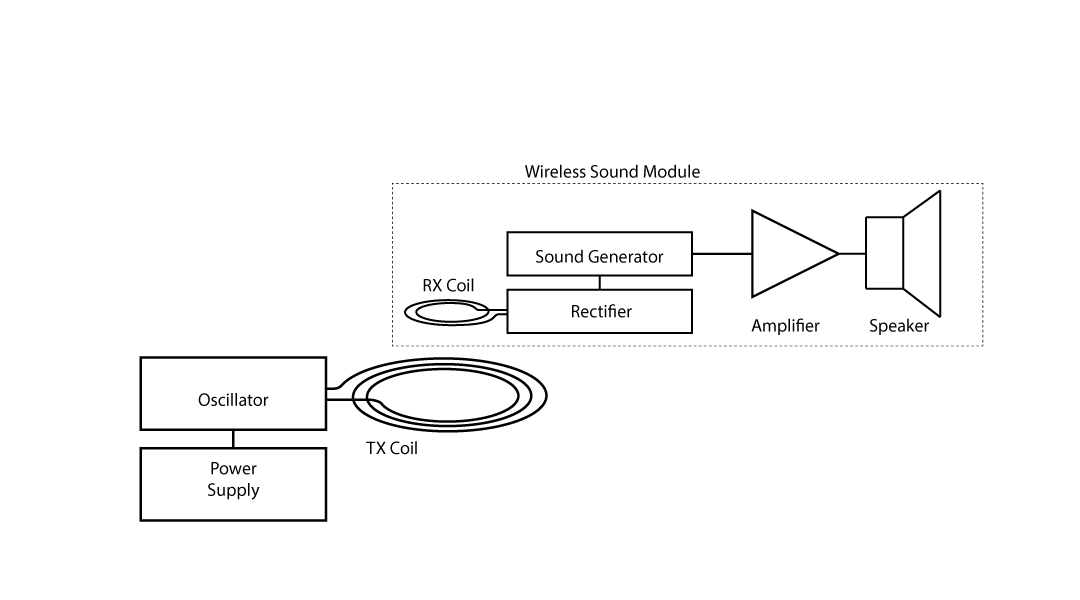 Wireless Sound Module
Sound Generator
RX Coil
Rectifier
Amplifier
Speaker
Oscillator
TX Coil
Power
Supply